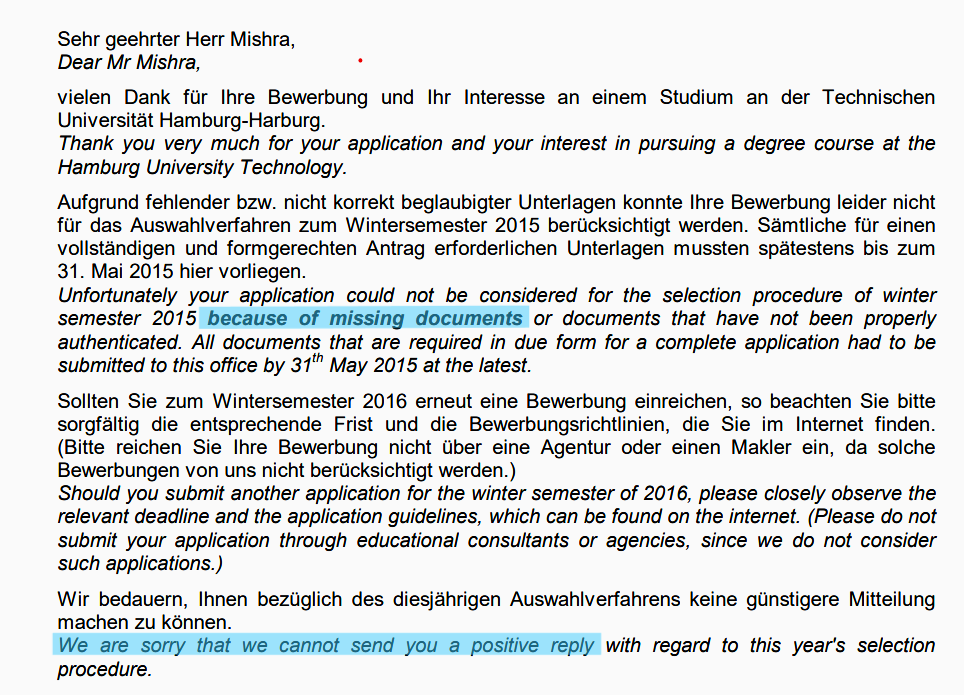 Sehr geehrter Herr Mishra,
Dear Mr Mishra,
vielen Dank für Ihre Bewerbung und Ihr Interesse an einem Studium an der Technischen
Universität Hamburg-Harburg.
Thank you very much for your application and your interest in pursuing a degree course at the
Hamburg University Technology.
Aufgrund fehlender bzw. nicht korrekt beglaubigter Unterlagen konnte Ihre Bewerbung leider nicht
für das Auswahlverfahren zum Wintersemester 2015 berücksichtigt werden. Sämtliche für einen
vollständigen und formgerechten Antrag erforderlichen Unterlagen mussten spätestens bis zum
31. Mai 2015 hier vorliegen.
Unfortunately your application could not be considered for the selection procedure of winter
semester 2015 because of missing documents or documents that have not been properly
authenticated. All documents that are required in due form for a complete application had to be
submitted to this office by 31th May 2015 at the latest.
Sollten Sie zum Wintersemester 2016 erneut eine Bewerbung einreichen, so beachten Sie bitte
sorgfältig die entsprechende Frist und die Bewerbungsrichtlinien, die Sie im Internet finden.
(Bitte reichen Sie Ihre Bewerbung nicht über eine Agentur oder einen Makler ein, da solche
Bewerbungen von uns nicht berücksichtigt werden.)
Should you submit another application for the winter semester of 2016, please closely observe the
relevant deadline and the application guidelines, which can be found on the internet. (Please do not
submit your application through educational consultants or agencies, since we do not consider
such applications.)
Wir bedauern, Ihnen bezüglich des diesjährigen Auswahlverfahrens keine günstigere Mitteilung
machen zu können.
We are sorry that we cannot send you a positive reply with regard to this year's selection
procedure.